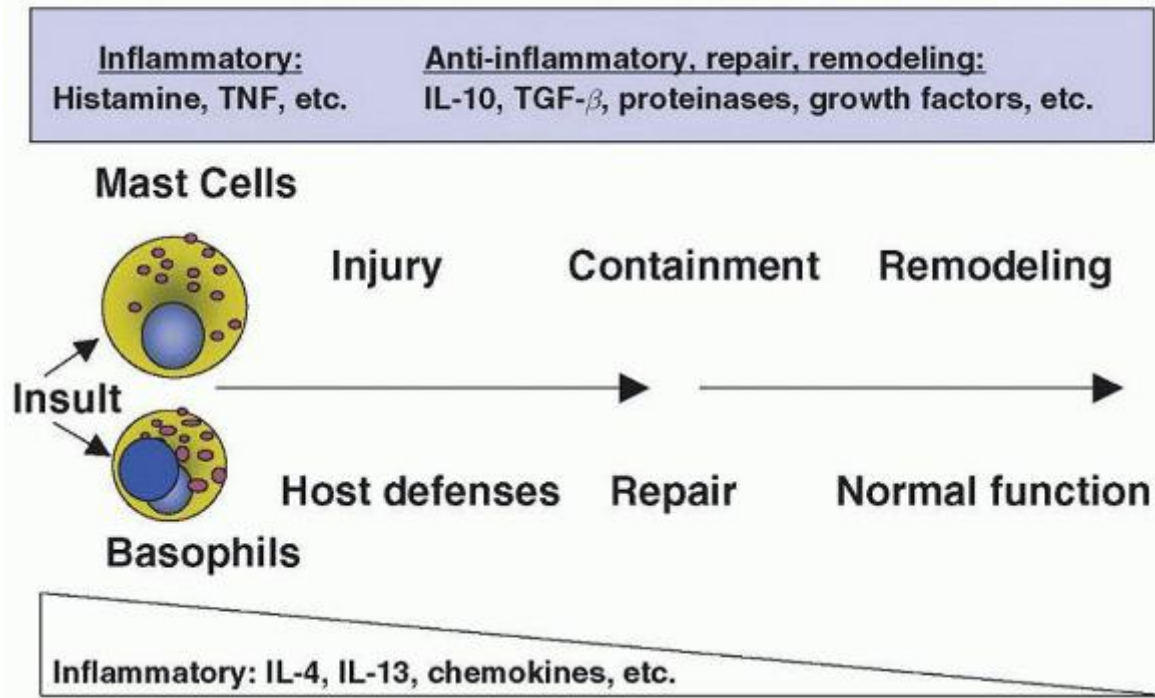 Inflammatory: Anti-inflammatory, repair, remodeling:
Histamine, TNF, etc. IL-10, TGF-β, proteinases, growth factors, etc.
Mast Cells
Injury Containment Remodeling
Insult
Host defenses Repair Normal function
Basophils
Inflammatory: IL-4, IL-13, chemokines, etc.